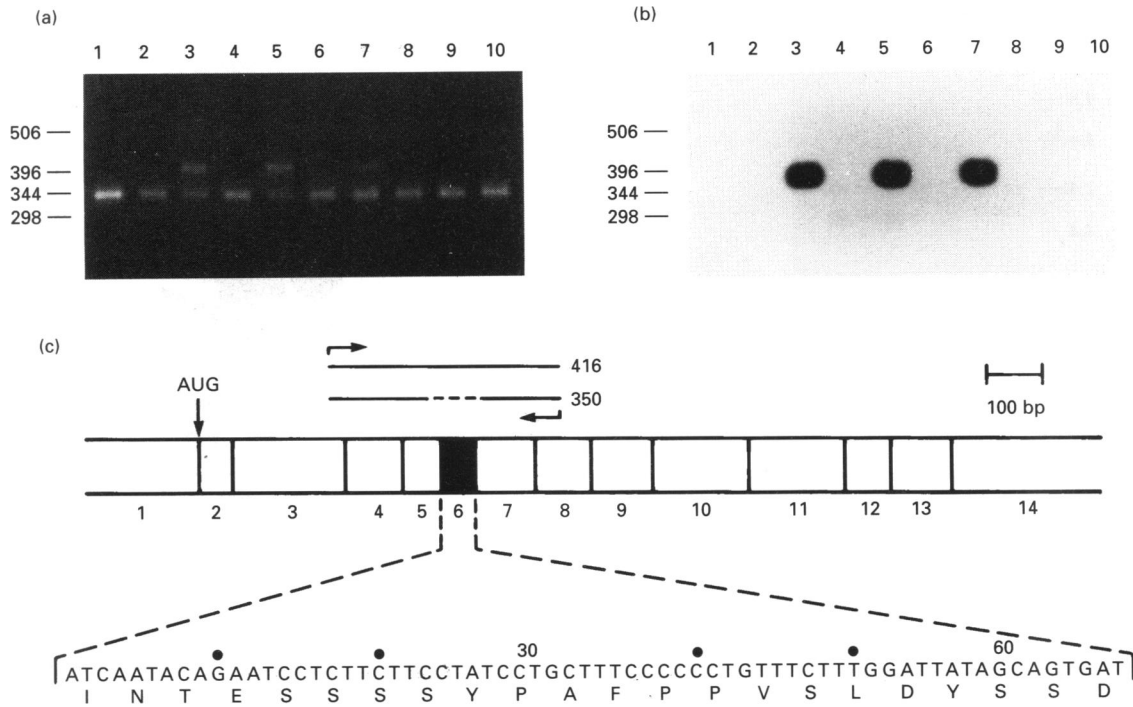 (a)
1 2 3 4 5 6 7 8 9 10
506
396
344
298
(b)
1 2 3 4 5 6 7 8 9 10
506
396
344
298
(c)
416
AUG
350
100 bp
1 2 3 4 5 6 7 8 9 10 11 12 13 14
30 60
ATCAATACAGAATCCTCTTCTTCCTATCCTGCTTTCCCCCCTGTTTCTTTGGATTATAGCAGTGAT
I N T E S S S S Y P A F P P V S L D Y S S D